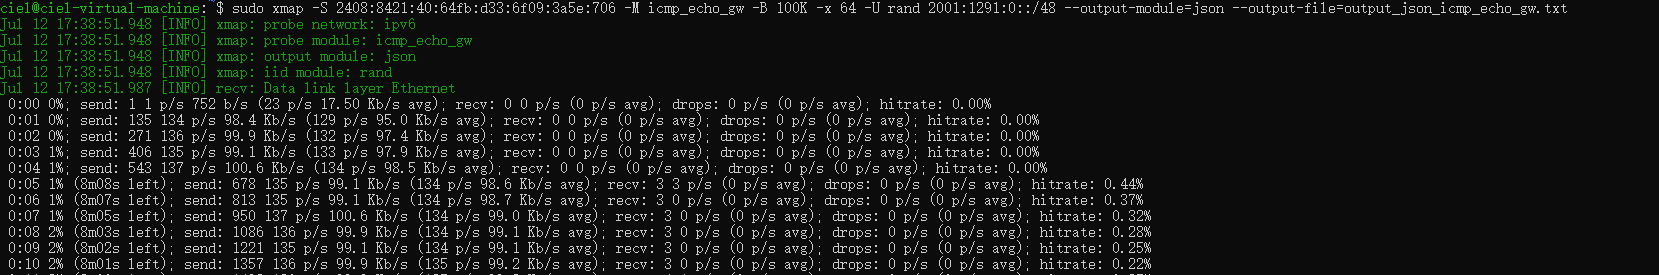 ciel@ciel-virtual-machine:~$ sudo xmap -S 2408:8421:40:64fb:d33:6f09:3a5e:706 -M icmp_echo_gw -B 100K -x 64 -U rand 2001:1291:0::/48 --output-module=json --output-file=output_json_icmp_echo_gw.txt
Jul 12 17:38:51.948 [INFO] xmap: probe network: ipv6
Jul 12 17:38:51.948 [INFO] xmap: probe module: icmp_echo_gw
Jul 12 17:38:51.948 [INFO] xmap: output module: json
Jul 12 17:38:51.948 [INFO] xmap: iid module: rand
Jul 12 17:38:51.987 [INFO] recv: Data link layer Ethernet
0:00 0%; send: 1 1 p/s 752 b/s (23 p/s 17.50 Kb/s avg); recv: 0 0 p/s (0 p/s avg); drops: 0 p/s (0 p/s avg); hitrate: 0.00%
0:01 0%; send: 135 134 p/s 98.4 Kb/s (129 p/s 95.0 Kb/s avg); recv: 0 0 p/s (0 p/s avg); drops: 0 p/s (0 p/s avg); hitrate: 0.00%
0:02 0%; send: 271 136 p/s 99.9 Kb/s (132 p/s 97.4 Kb/s avg); recv: 0 0 p/s (0 p/s avg); drops: 0 p/s (0 p/s avg); hitrate: 0.00%
0:03 1%; send: 406 135 p/s 99.1 Kb/s (133 p/s 97.9 Kb/s avg); recv: 0 0 p/s (0 p/s avg); drops: 0 p/s (0 p/s avg); hitrate: 0.00%
0:04 1%; send: 543 137 p/s 100.6 Kb/s (134 p/s 98.5 Kb/s avg); recv: 0 0 p/s (0 p/s avg); drops: 0 p/s (0 p/s avg); hitrate: 0.00%
0:05 1% (8m08s left); send: 678 135 p/s 99.1 Kb/s (134 p/s 98.6 Kb/s avg); recv: 3 3 p/s (0 p/s avg); drops: 0 p/s (0 p/s avg); hitrate: 0.44%
0:06 1% (8m07s left); send: 813 135 p/s 99.1 Kb/s (134 p/s 98.7 Kb/s avg); recv: 3 0 p/s (0 p/s avg); drops: 0 p/s (0 p/s avg); hitrate: 0.37%
0:07 1% (8m05s left); send: 950 137 p/s 100.6 Kb/s (134 p/s 99.0 Kb/s avg); recv: 3 0 p/s (0 p/s avg); drops: 0 p/s (0 p/s avg); hitrate: 0.32%
0:08 2% (8m03s left); send: 1086 136 p/s 99.9 Kb/s (134 p/s 99.1 Kb/s avg); recv: 3 0 p/s (0 p/s avg); drops: 0 p/s (0 p/s avg); hitrate: 0.28%
0:09 2% (8m02s left); send: 1221 135 p/s 99.1 Kb/s (134 p/s 99.1 Kb/s avg); recv: 3 0 p/s (0 p/s avg); drops: 0 p/s (0 p/s avg); hitrate: 0.25%
0:10 2% (8m01s left); send: 1357 136 p/s 99.9 Kb/s (135 p/s 99.2 Kb/s avg); recv: 3 0 p/s (0 p/s avg); drops: 0 p/s (0 p/s avg); hitrate: 0.22%